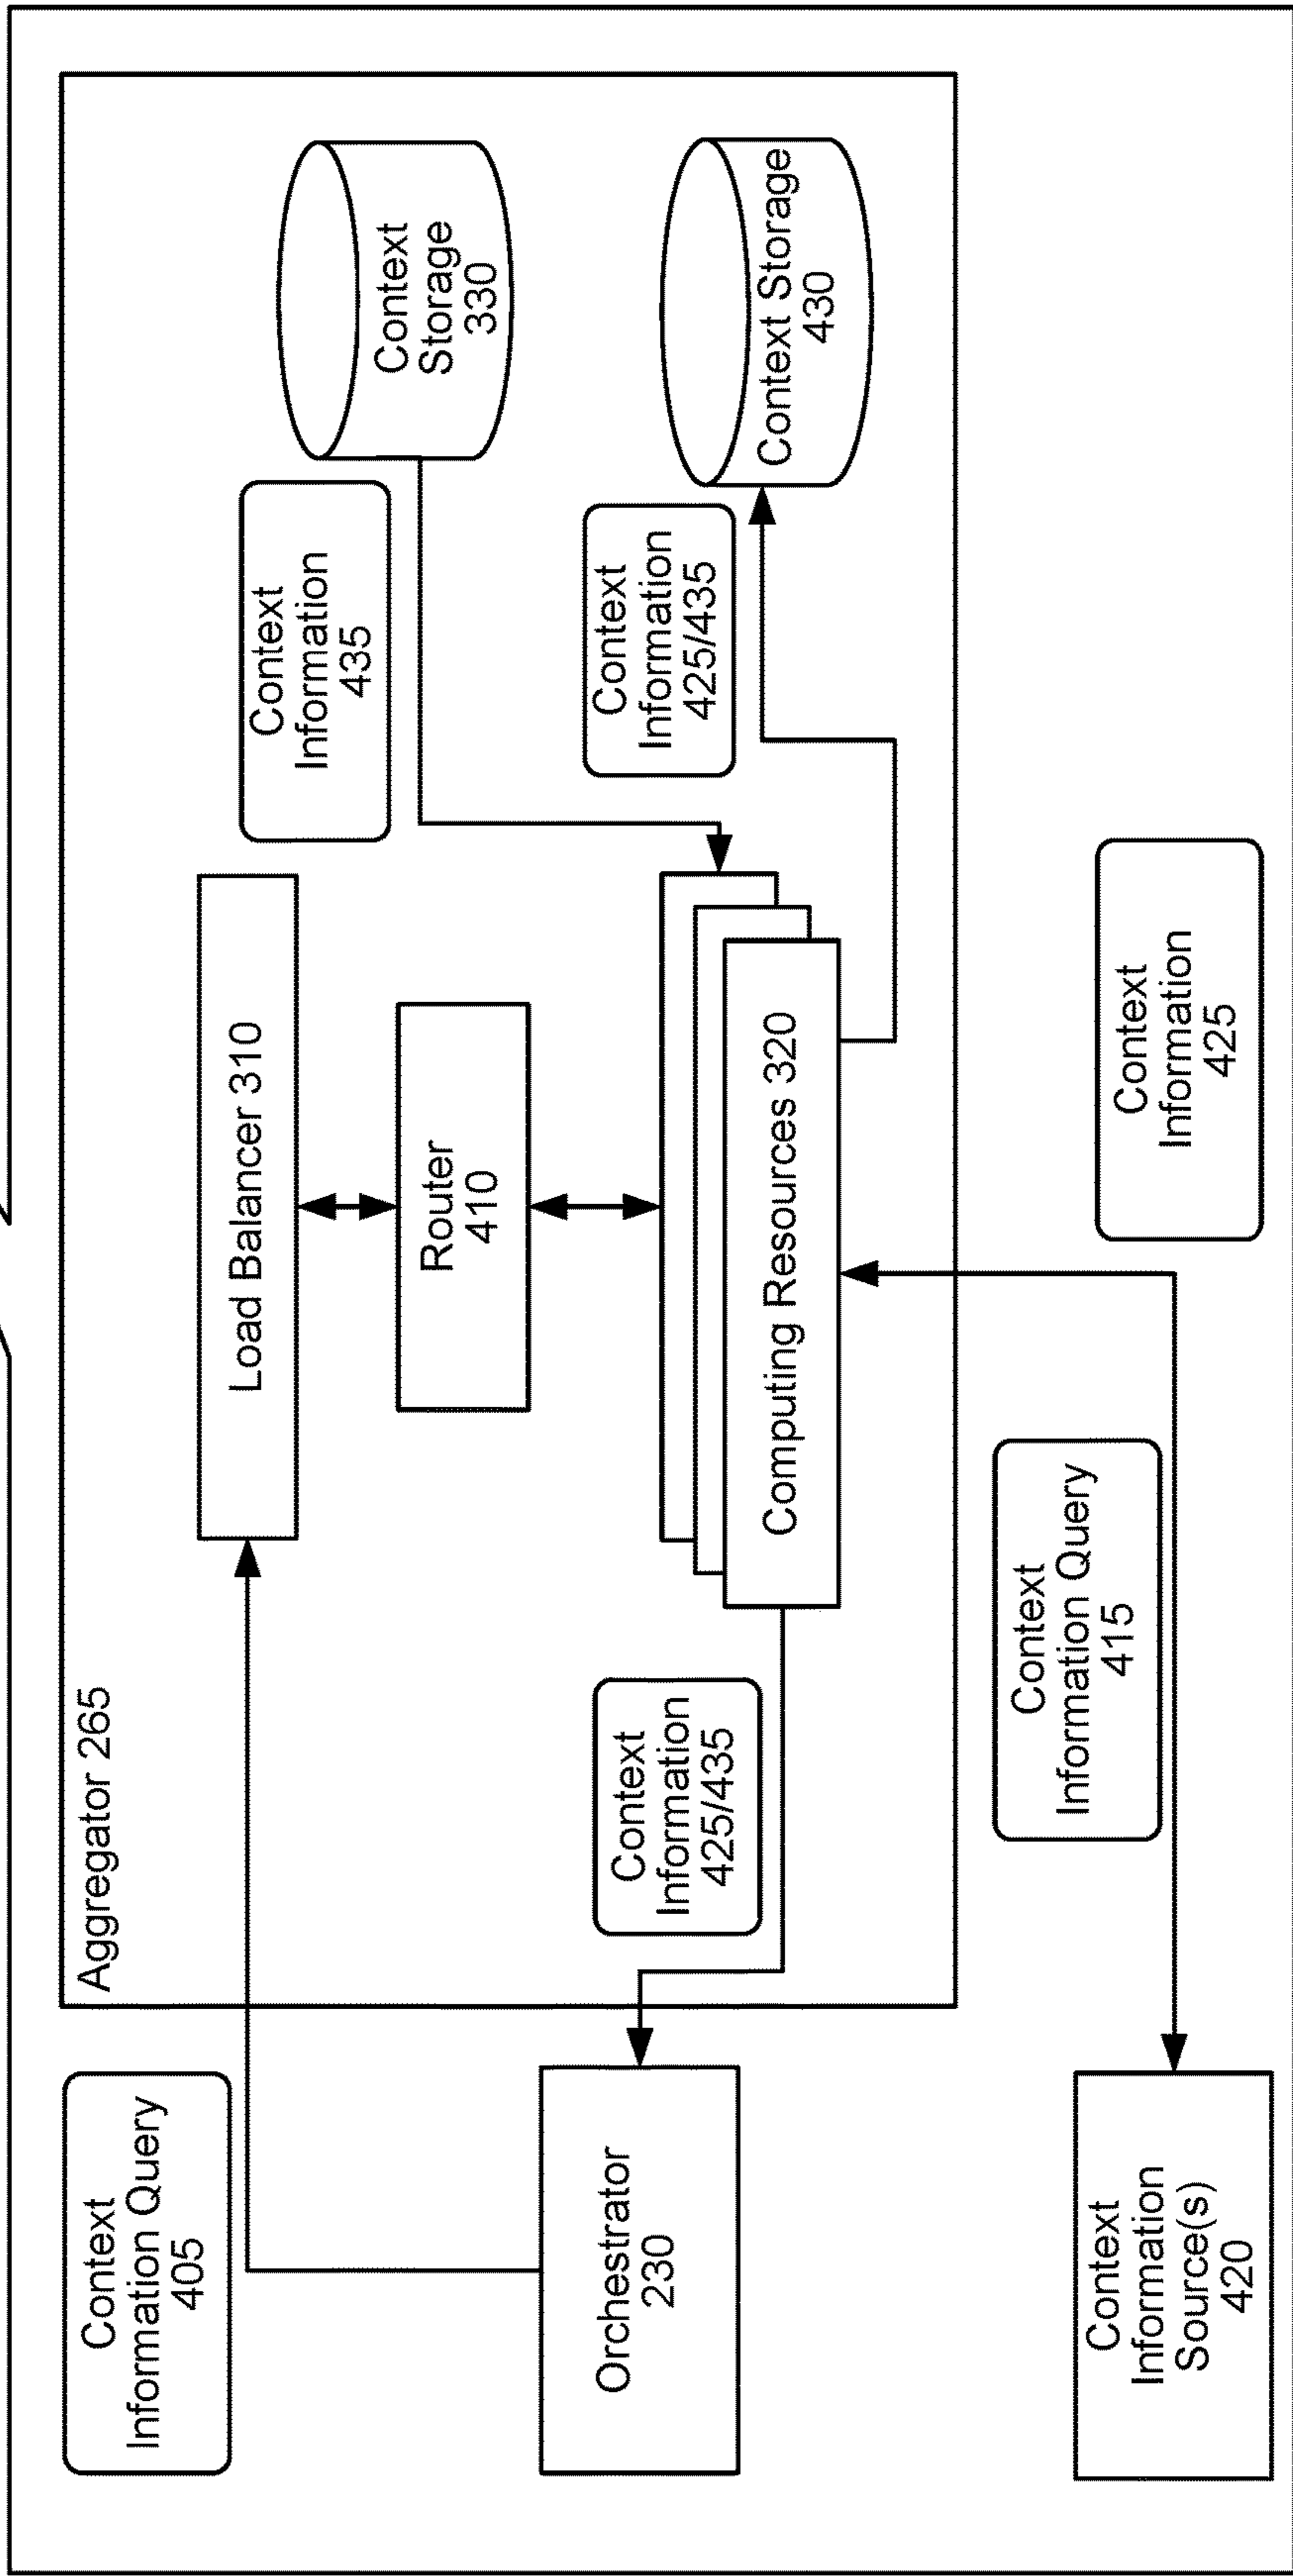 Context
Information Query
405
Aggregator 265
Load Balancer 310
Context
Information
435
Context
Storage
330
Router
410
Orchestrator
230
Context
Information
425/435
Computing Resources 320
Context
Information
425/435
Context Storage
430
Context
Information
Source(s)
420
Context
Information Query
415
Context
Information
425